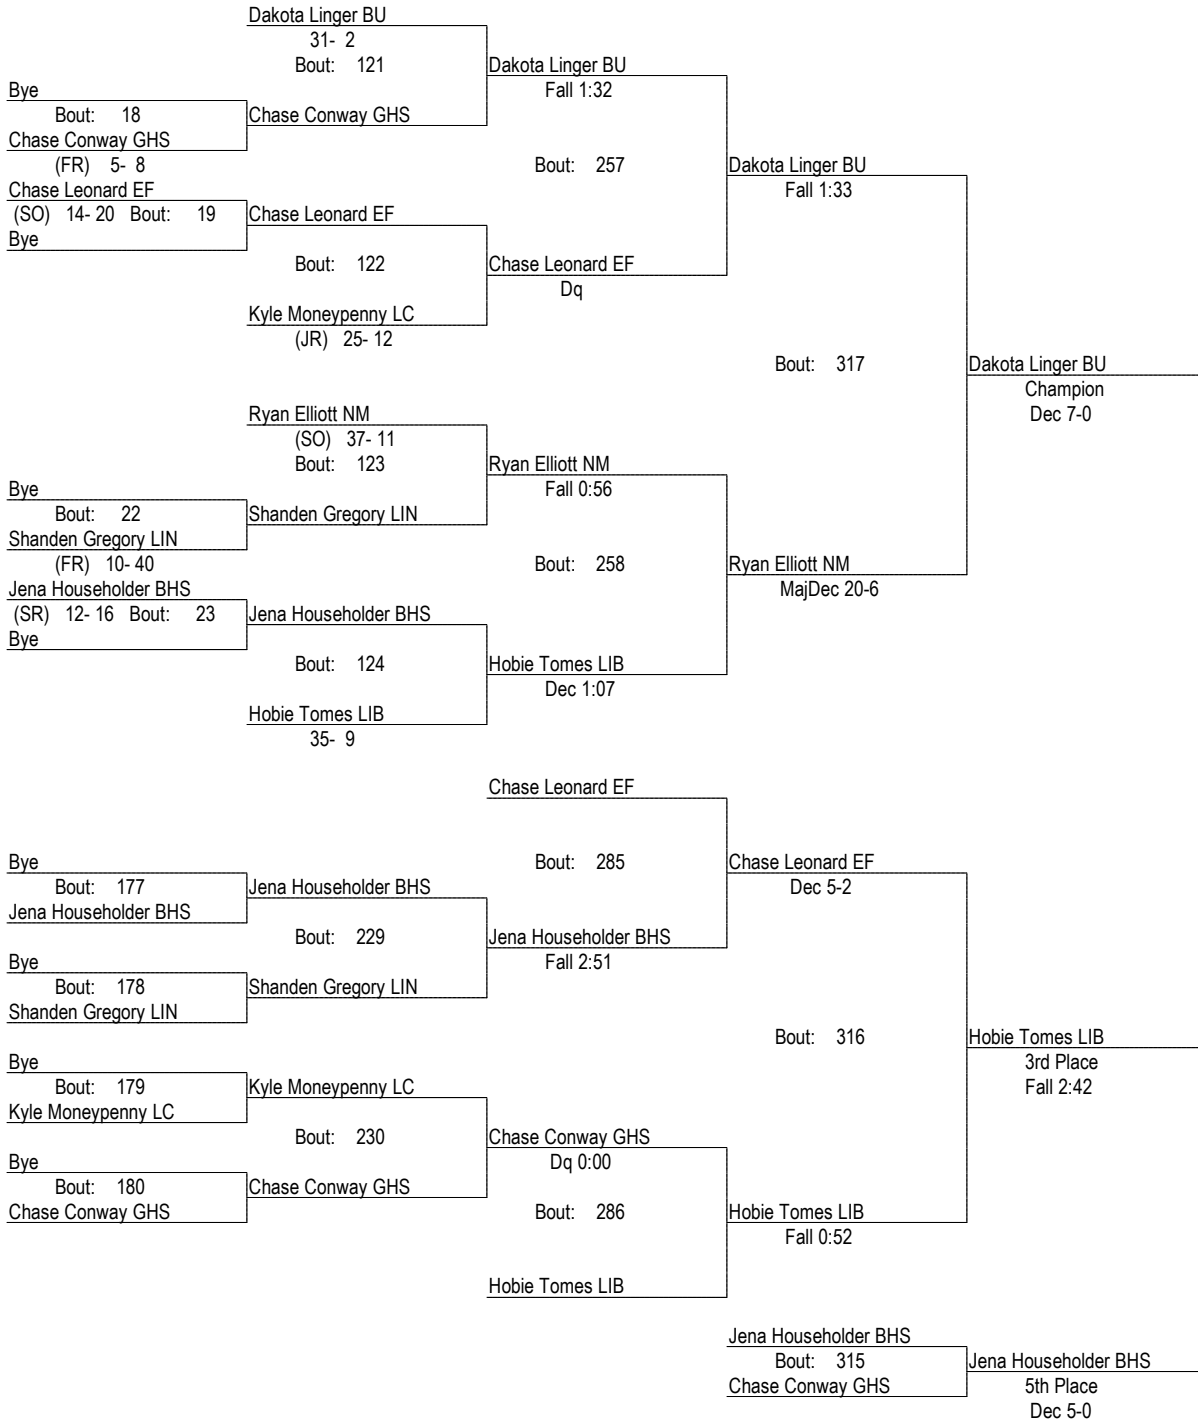 Dakota Linger BU
31- 2
Bout: 121
Dakota Linger BU
Fall 1:32
Bye
Bout: 18
Chase Conway GHS
Chase Conway GHS
(FR) 5- 8
Bout: 257
Dakota Linger BU
Fall 1:33
Chase Leonard EF
(SO) 14- 20 Bout: 19
Chase Leonard EF
Bye
Bout: 122
Chase Leonard EF
Dq
Kyle Moneypenny LC
(JR) 25- 12
Bout: 317
Dakota Linger BU
Champion
Dec 7-0
Ryan Elliott NM
(SO) 37- 11
Bout: 123
Ryan Elliott NM
Fall 0:56
Bye
Bout: 22
Shanden Gregory LIN
Shanden Gregory LIN
(FR) 10- 40
Bout: 258
Ryan Elliott NM
MajDec 20-6
Jena Householder BHS
(SR) 12- 16 Bout: 23
Jena Householder BHS
Bye
Bout: 124
Hobie Tomes LIB
Dec 1:07
Hobie Tomes LIB
35- 9
Chase Leonard EF
Bout: 285
Chase Leonard EF
Dec 5-2
Bye
Bout: 177
Jena Householder BHS
Jena Householder BHS
Bout: 229
Jena Householder BHS
Fall 2:51
Bye
Bout: 178
Shanden Gregory LIN
Shanden Gregory LIN
Bout: 316
Hobie Tomes LIB
3rd Place
Fall 2:42
Bye
Bout: 179
Kyle Moneypenny LC
Kyle Moneypenny LC
Bout: 230
Chase Conway GHS
Dq 0:00
Bye
Bout: 180
Chase Conway GHS
Chase Conway GHS
Bout: 286
Hobie Tomes LIB
Fall 0:52
Hobie Tomes LIB
Jena Householder BHS
Bout: 315
Jena Householder BHS
Chase Conway GHS
5th Place
Dec 5-0